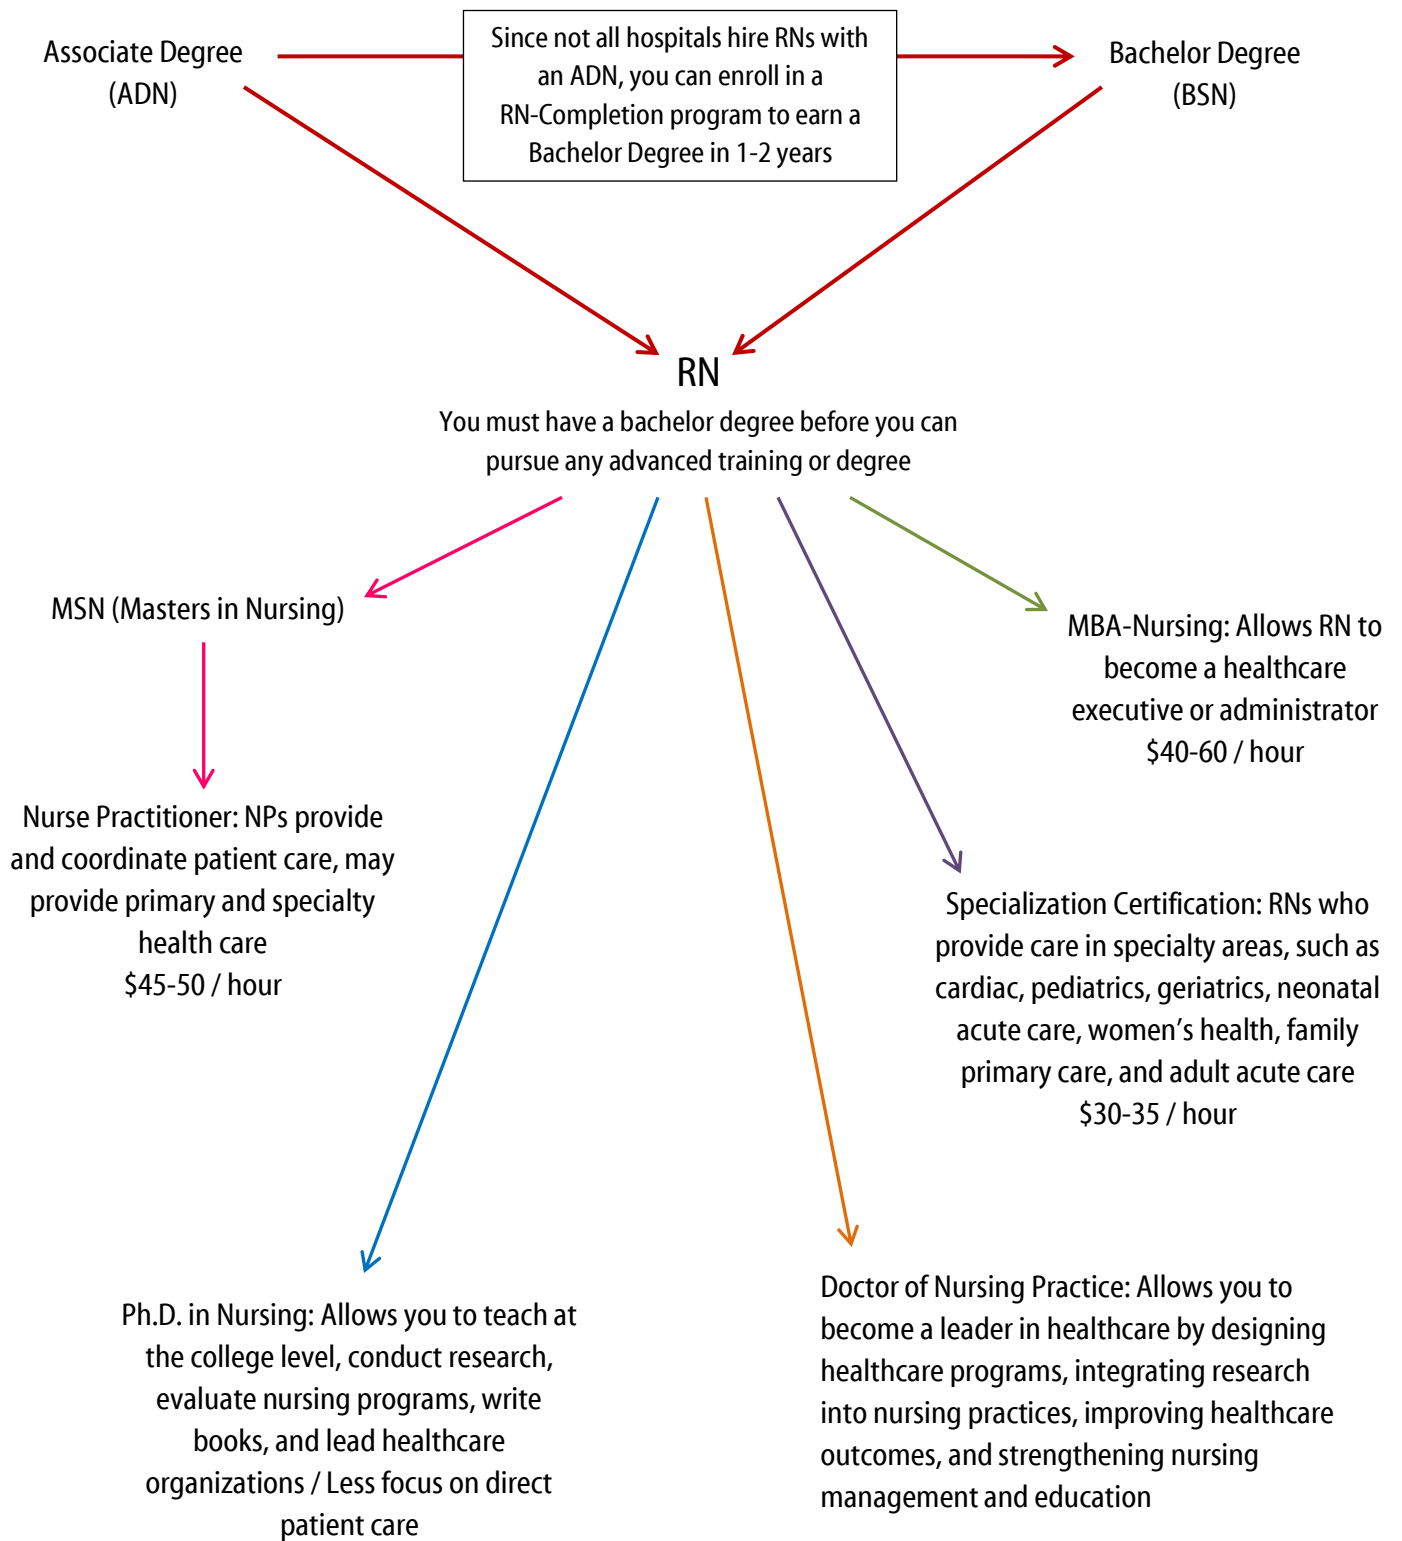 Associate Degree
(ADN)
Since not all hospitals hire RNs with
an ADN, you can enroll in a
RN-Completion program to earn a
Bachelor Degree in 1-2 years
Bachelor Degree
(BSN)
RN
You must have a bachelor degree before you can
pursue any advanced training or degree
MSN (Masters in Nursing)
MBA-Nursing: Allows RN to
become a healthcare
executive or administrator
$40-60 / hour
Nurse Practitioner: NPs provide
and coordinate patient care, may
provide primary and specialty
health care
$45-50 / hour
Specialization Certification: RNs who
provide care in specialty areas, such as
cardiac, pediatrics, geriatrics, neonatal
acute care, women’s health, family
primary care, and adult acute care
$30-35 / hour
Ph.D. in Nursing: Allows you to teach at
the college level, conduct research,
evaluate nursing programs, write
books, and lead healthcare
organizations / Less focus on direct
patient care
Doctor of Nursing Practice: Allows you to
become a leader in healthcare by designing
healthcare programs, integrating research
into nursing practices, improving healthcare
outcomes, and strengthening nursing
management and education